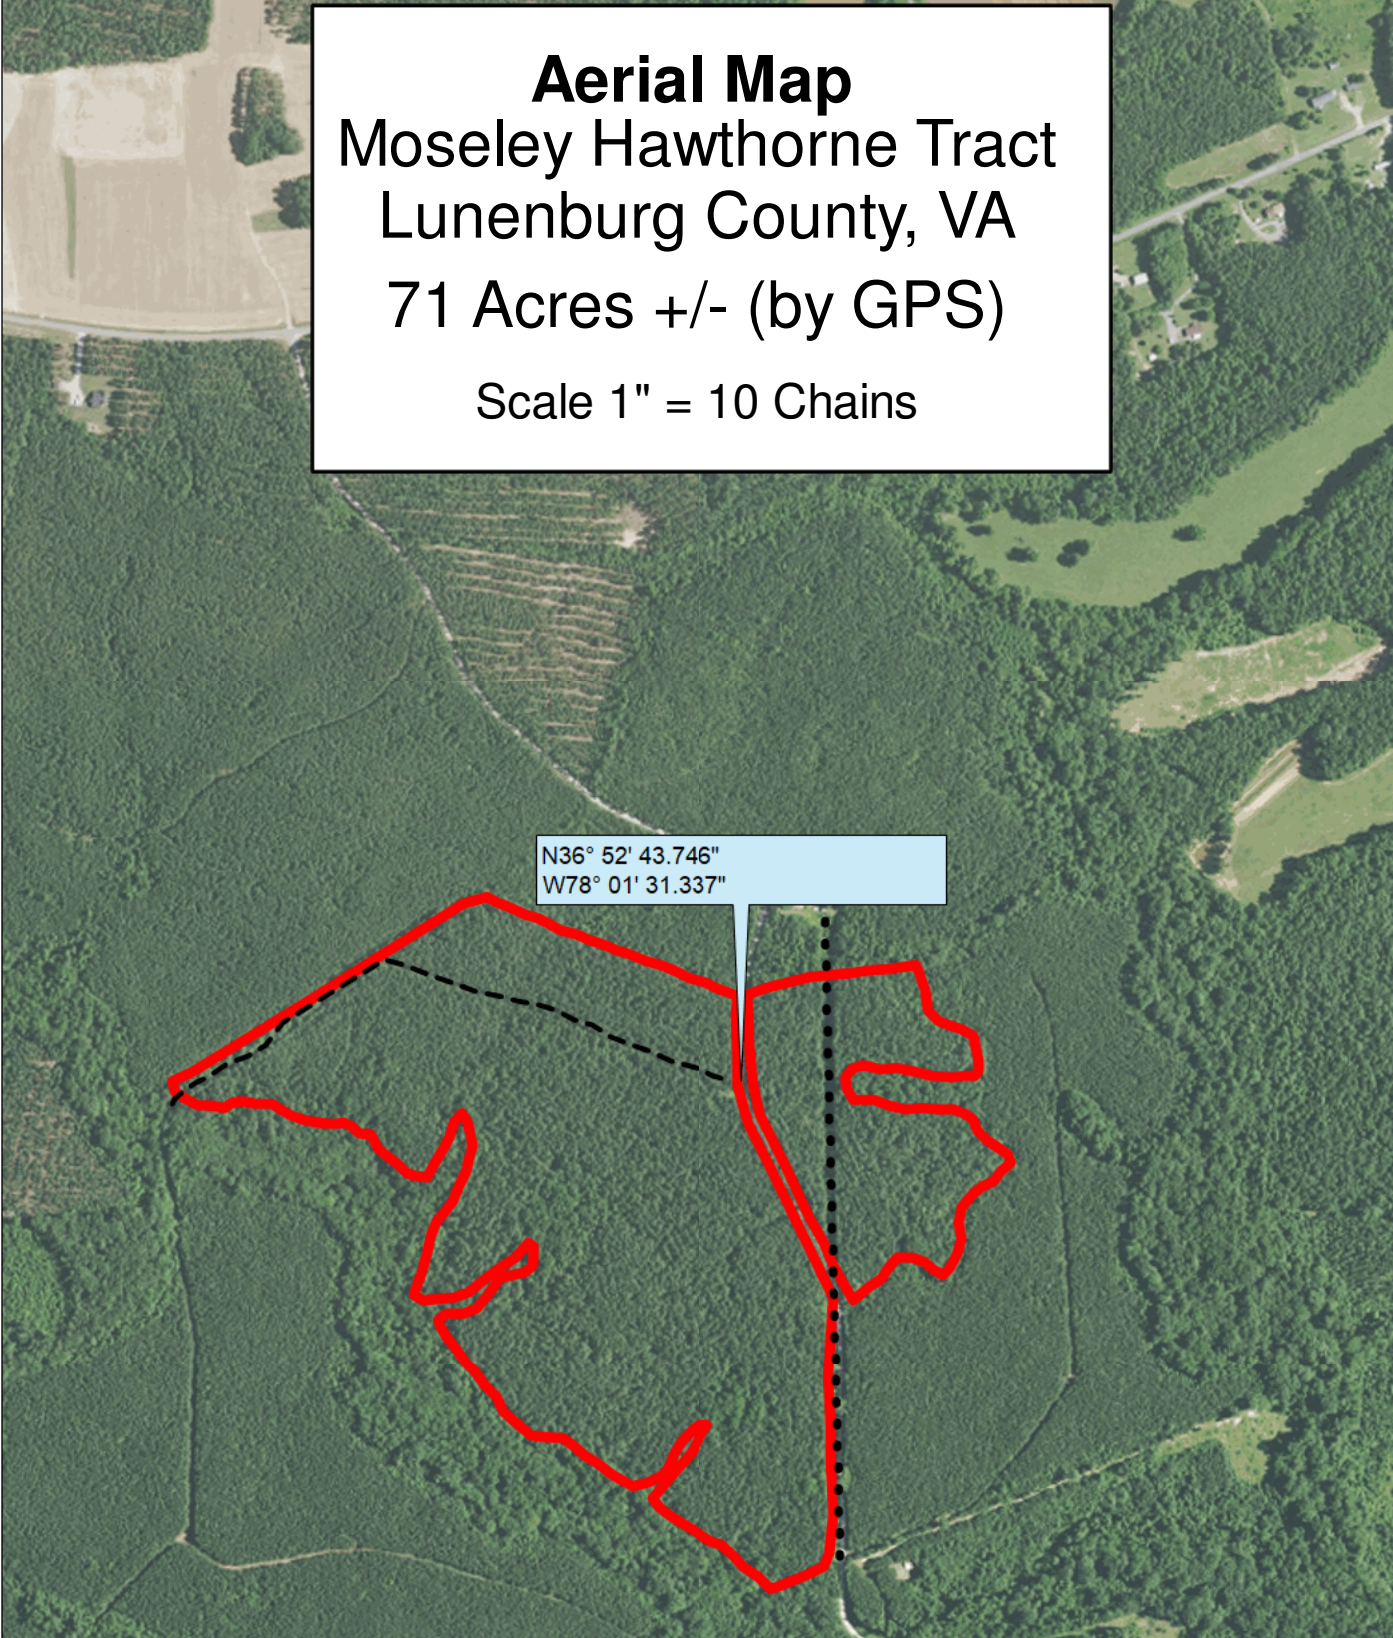 Aerial Map
Moseley Hawthorne Tract
Lunenburg County, VA
71 Acres +/- (by GPS)
Scale 1" = 10 Chains
N36° 52' 43.746"
W78° 01' 31.337"